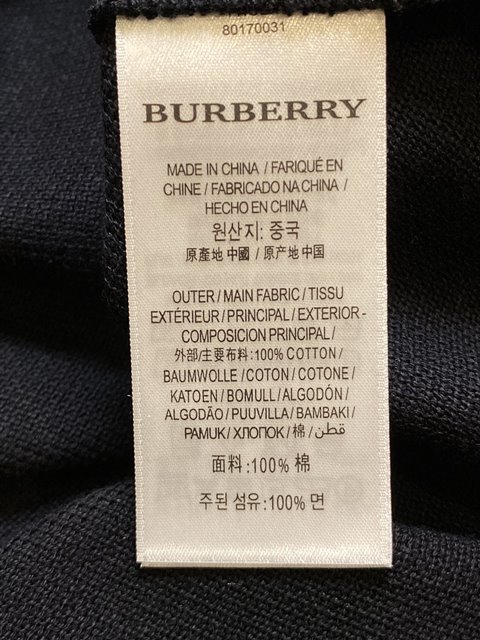 80170031
BURBERRY
MADE IN CHINA / FARIQUÉ EN
CHINE / FABRICADO NA CHINA /
HECHO EN CHINA
원산지: 중국
原產地 中國 / 原产地 中国
OUTER / MAIN FABRIC / TISSU
EXTÉRIEUR / PRINCIPAL / EXTERIOR -
COMPOSICION PRINCIPAL /
外部/主要布料:100% COTTON /
BAUMWOLLE / COTON / COTONE /
KATOEN / BOMULL / ALGODÓN /
ALGODÃO / PUUVILLA / BAMBAKI /
PAMUK / ХЛОПОК / 棉 / قطن
面料:100% 棉
주된 섬유:100% 면